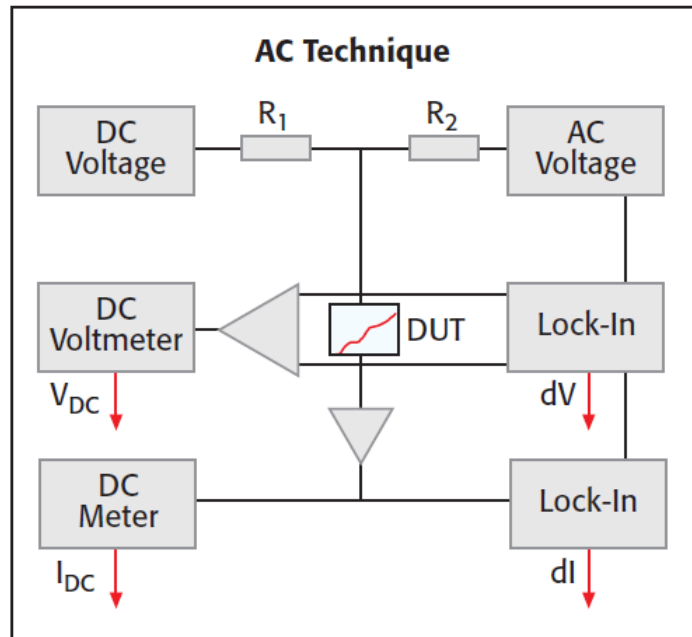 AC Technique
DC
Voltage
R1
R2
AC
Voltage
DC
Voltmeter
DUT
Lock-In
VDC
dV
DC
Meter
Lock-In
IDC
dI